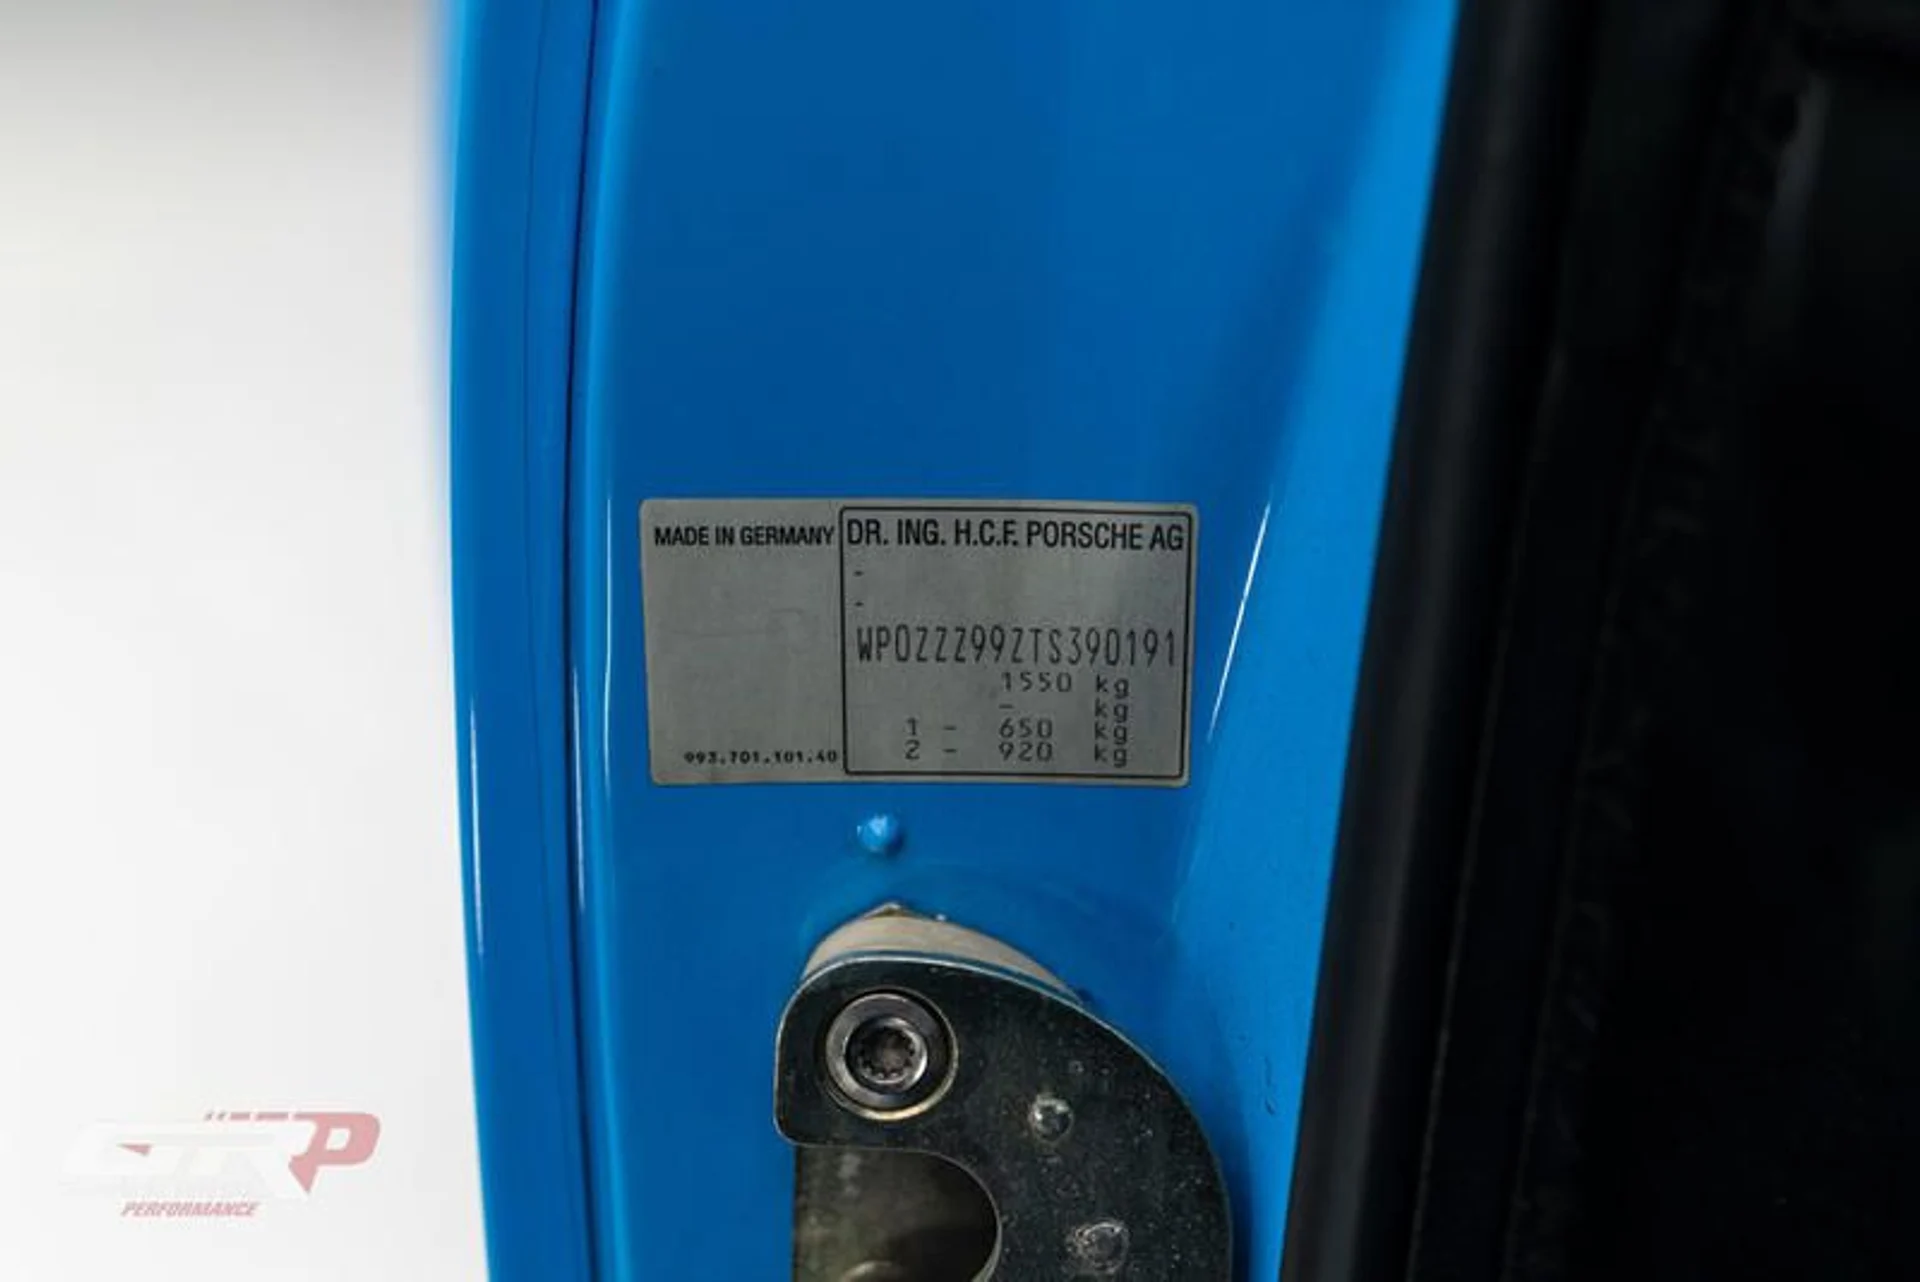 MADE IN GERMANY
DR. ING. H.C.F. PORSCHE AG
-
-
WP0ZZZ99ZTS390191
1550 kg
- kg
1 - 650 kg
2 - 920 kg
993.701.101.40
PERFORMANCE